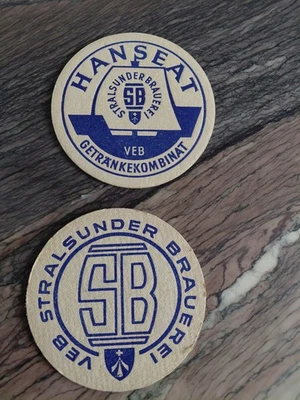 HANSEAT
STRALSUNDER BRAUEREI
SB
VEB
GETRÄNKEKOMBINAT
VEB STRALSUNDER BRAUEREI
SB